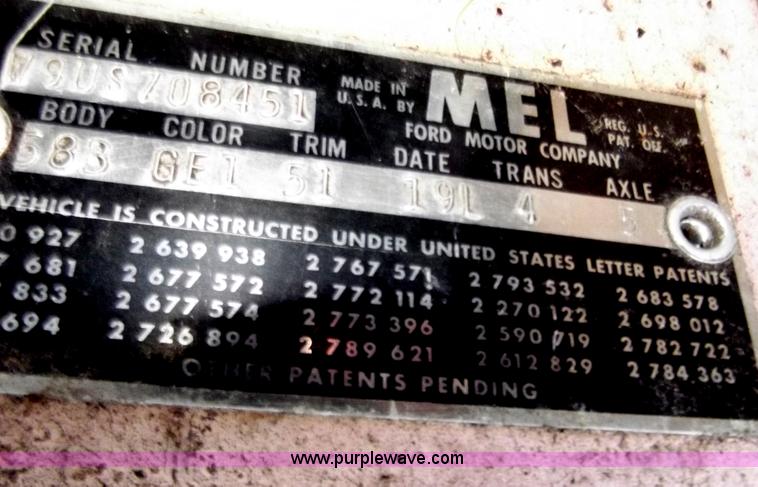 SERIAL NUMBER
MADE IN U.S.A. BY
MEL
REG. U.S. PAT. OFF.
FORD MOTOR COMPANY
BODY COLOR TRIM DATE TRANS AXLE
GE1 51 19L 4 5
VEHICLE IS CONSTRUCTED UNDER UNITED STATES LETTER PATENTS
0 927 2 639 938 2 767 571 2 793 532 2 683 578
681 2 677 572 2 772 114 2 270 122 2 698 012
833 2 677 574 2 773 396 2 590 719 2 782 722
694 2 726 894 2 789 621 2 612 829 2 784 363
OTHER PATENTS PENDING
www.purplewave.com